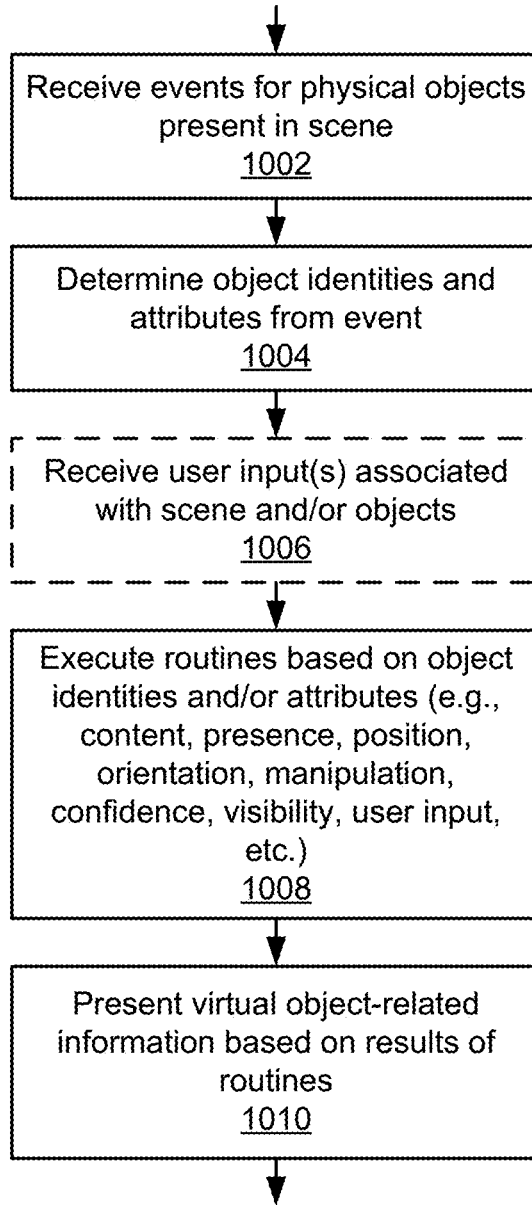 Receive events for physical objects
present in scene
1002
Determine object identities and
attributes from event
1004
Receive user input(s) associated
with scene and/or objects
1006
Execute routines based on object
identities and/or attributes (e.g.,
content, presence, position,
orientation, manipulation,
confidence, visibility, user input,
etc.)
1008
Present virtual object-related
information based on results of
routines
1010